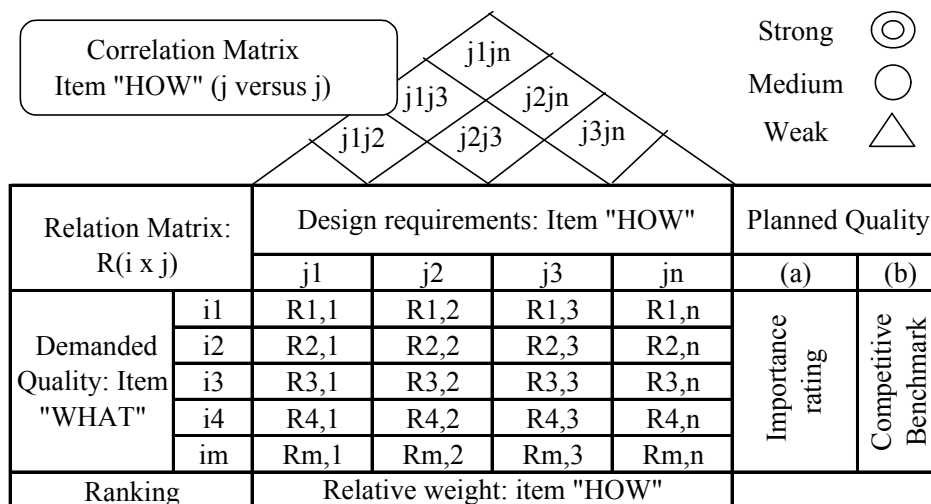 Correlation Matrix
Item "HOW" (j versus j)
Strong
Medium
Weak
j1jn
j1j3 j2jn
j1j2 j2j3 j3jn
Relation Matrix:
R(i x j)
Design requirements: Item "HOW"
Planned Quality
j1 j2 j3 jn (a) (b)
Demanded
Quality: Item
"WHAT"
i1 R1,1 R1,2 R1,3 R1,n
i2 R2,1 R2,2 R2,3 R2,n
i3 R3,1 R3,2 R3,3 R3,n
i4 R4,1 R4,2 R4,3 R4,n
im Rm,1 Rm,2 Rm,3 Rm,n
Importance
rating
Competitive
Benchmark
Ranking Relative weight: item "HOW"